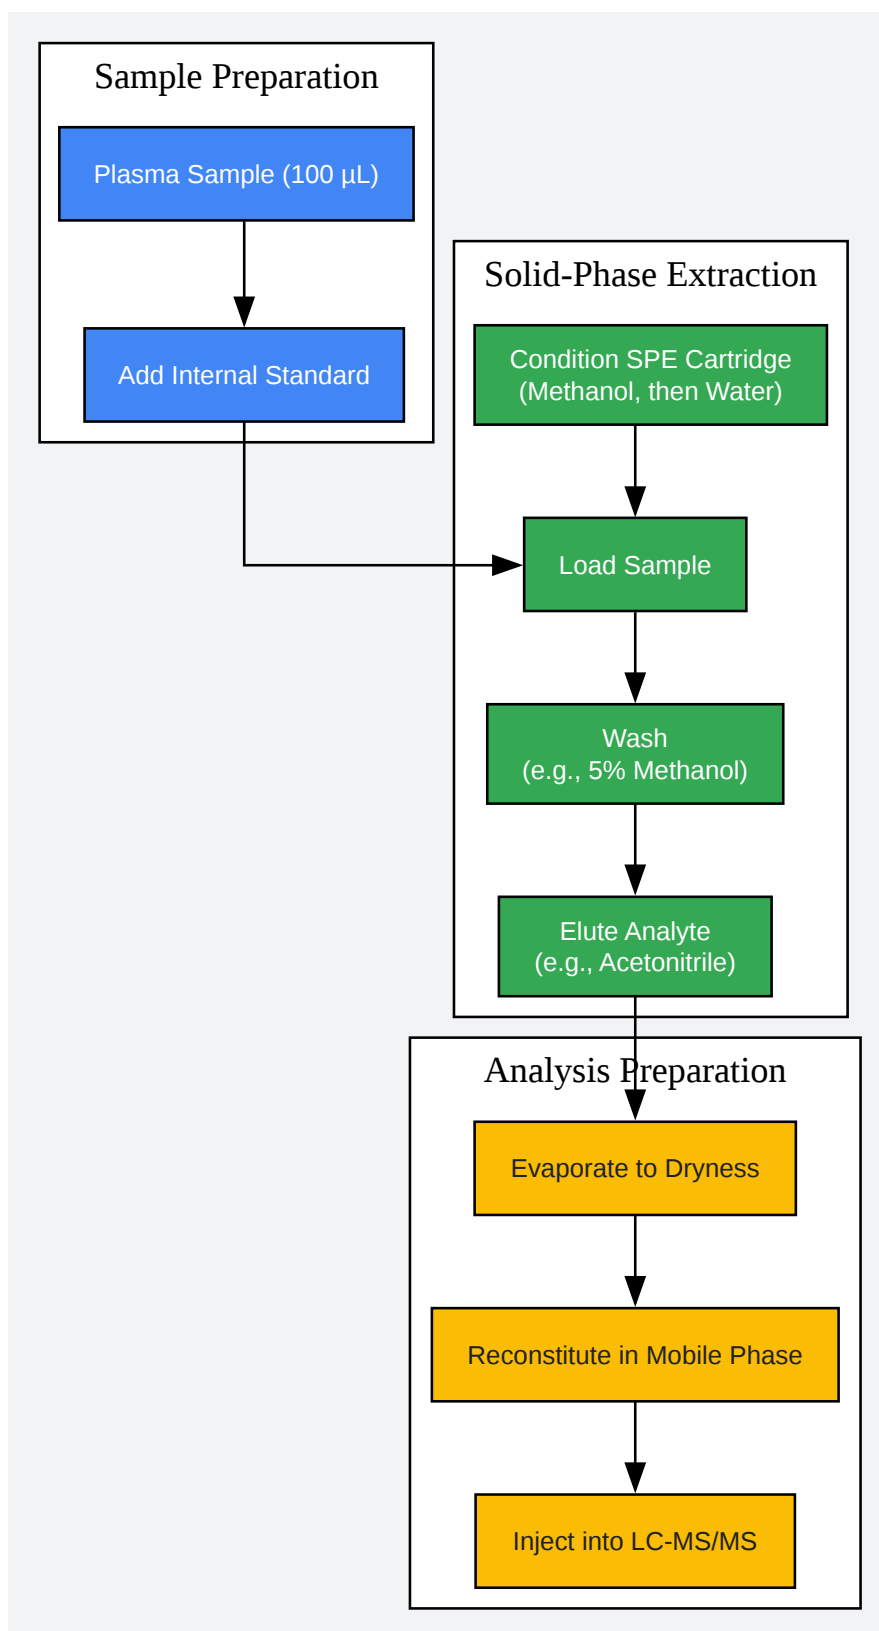 Sample Preparation
Plasma Sample (100 µL)
Add Internal Standard
Solid-Phase Extraction
Condition SPE Cartridge
(Methanol, then Water)
Load Sample
Wash
(e.g., 5% Methanol)
Elute Analyte
(e.g., Acetonitrile)
Analysis Preparation
Evaporate to Dryness
Reconstitute in Mobile Phase
Inject into LC-MS/MS